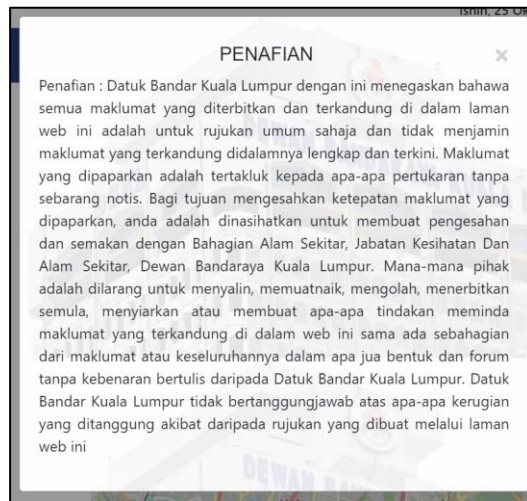 Isnin, 25 Ok
PENAFIAN
×
Penafian : Datuk Bandar Kuala Lumpur dengan ini menegaskan bahawa
semua maklumat yang diterbitkan dan terkandung di dalam laman
web ini adalah untuk rujukan umum sahaja dan tidak menjamin
maklumat yang terkandung didalamnya lengkap dan terkini. Maklumat
yang dipaparkan adalah tertakluk kepada apa-apa pertukaran tanpa
sebarang notis. Bagi tujuan mengesahkan ketepatan maklumat yang
dipaparkan, anda adalah dinasihatkan untuk membuat pengesahan
dan semakan dengan Bahagian Alam Sekitar, Jabatan Kesihatan Dan
Alam Sekitar, Dewan Bandaraya Kuala Lumpur. Mana-mana pihak
adalah dilarang untuk menyalin, memuatnaik, mengolah, menerbitkan
semula, menyiarkan atau membuat apa-apa tindakan meminda
maklumat yang terkandung di dalam web ini sama ada sebahagian
dari maklumat atau keseluruhannya dalam apa jua bentuk dan forum
tanpa kebenaran bertulis daripada Datuk Bandar Kuala Lumpur. Datuk
Bandar Kuala Lumpur tidak bertanggungjawab atas apa-apa kerugian
yang ditanggung akibat daripada rujukan yang dibuat melalui laman
web ini